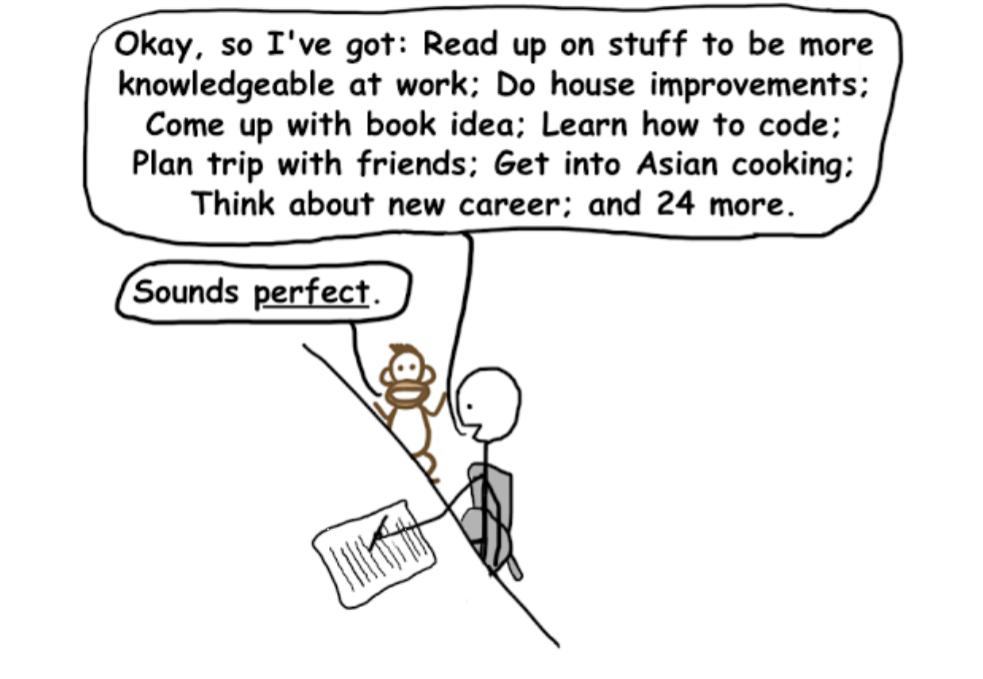 Okay, so I've got: Read up on stuff to be more
knowledgeable at work; Do house improvements;
Come up with book idea; Learn how to code;
Plan trip with friends; Get into Asian cooking;
Think about new career; and 24 more.
Sounds perfect.